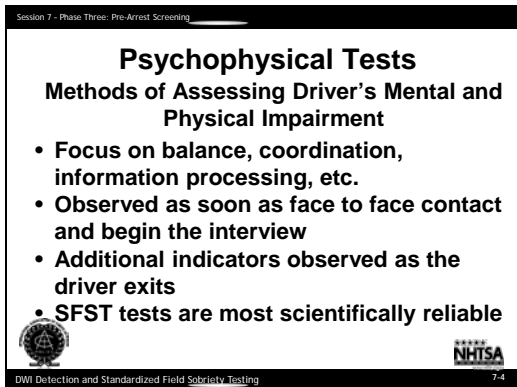 Session 7 - Phase Three: Pre-Arrest Screening
Psychophysical Tests
Methods of Assessing Driver's Mental and
Physical Impairment
• Focus on balance, coordination,
information processing, etc.
• Observed as soon as face to face contact
and begin the interview
• Additional indicators observed as the
driver exits
• SFST tests are most scientifically reliable
NHTSA
DWI Detection and Standardized Field Sobriety Testing
7-4